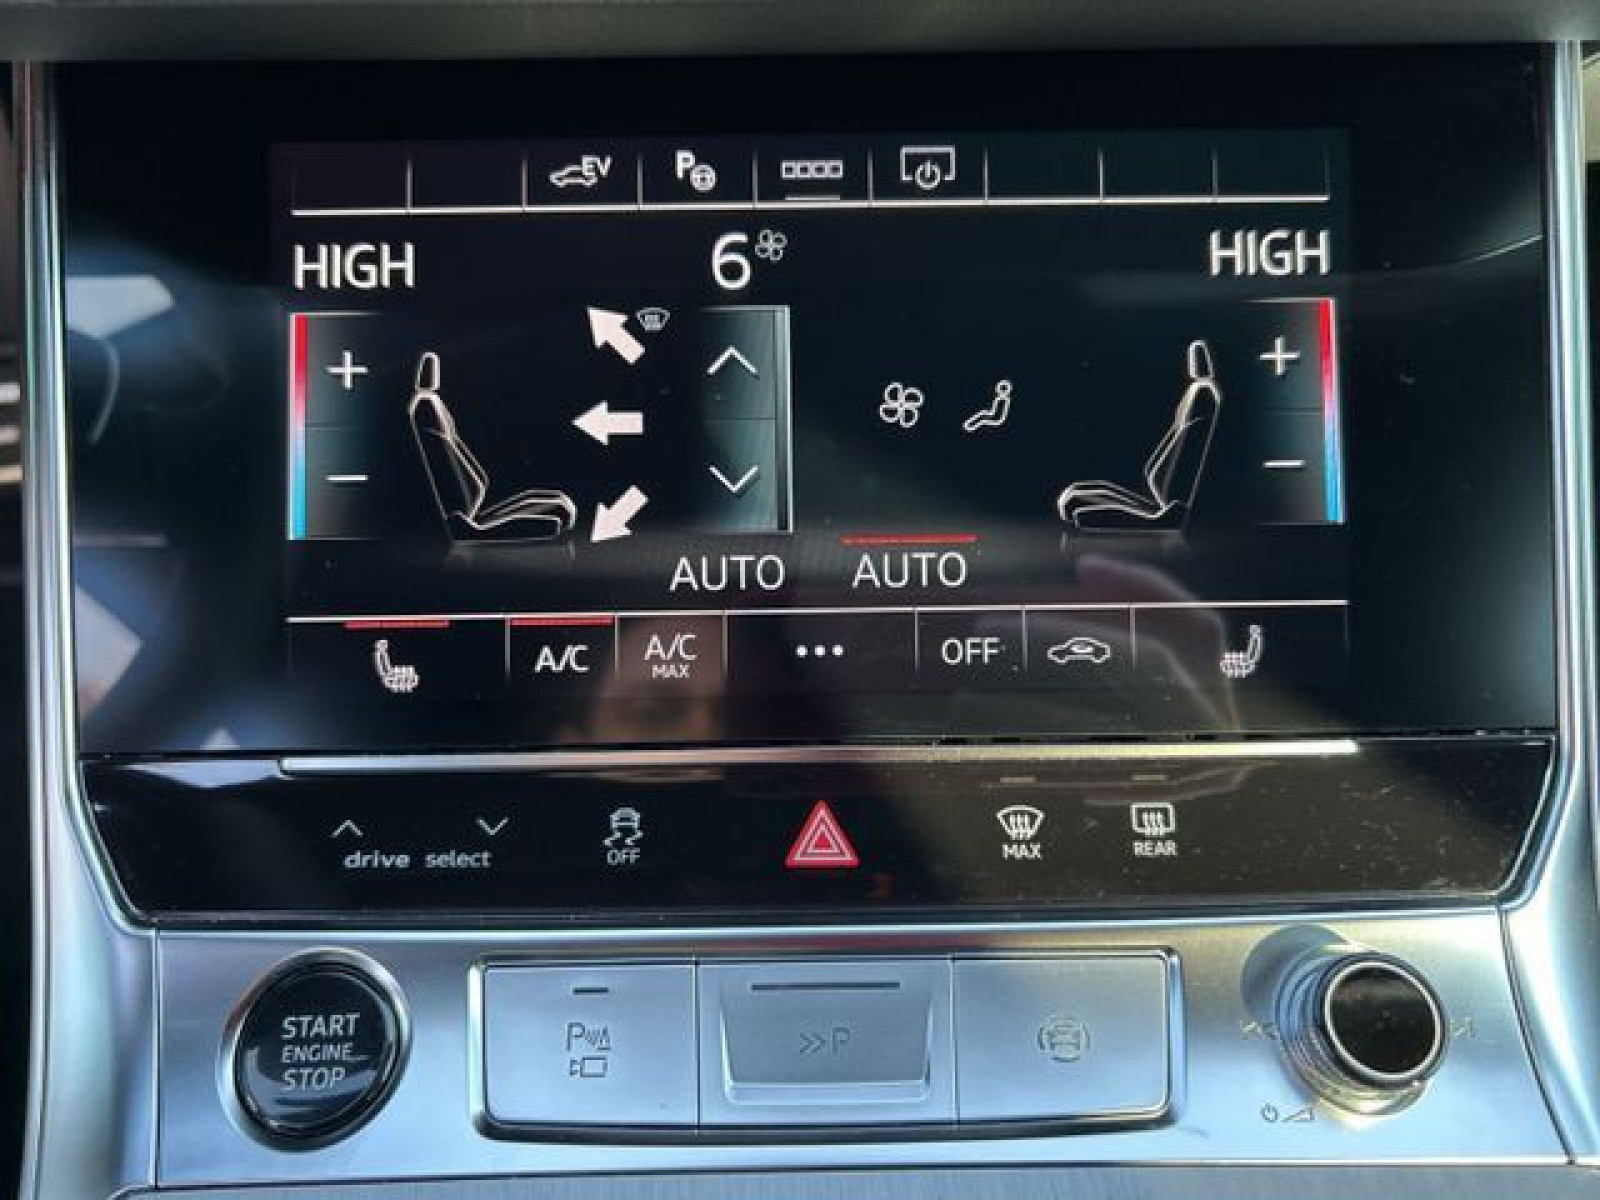 EV
P
HIGH
6
HIGH
+
+
−
−
AUTO
AUTO
A/C
A/C
MAX
•••
OFF
drive select
OFF
MAX
REAR
START
ENGINE
STOP
P
>>P